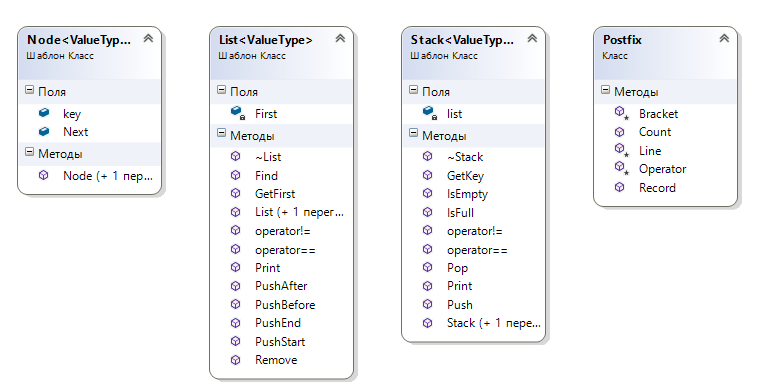 Node<ValueTyp...
Шаблон Класс
Поля
key
Next
Методы
Node (+ 1 пер...
List<ValueType>
Шаблон Класс
Поля
First
Методы
~List
Find
GetFirst
List (+ 1 перег...
operator!=
operator==
Print
PushAfter
PushBefore
PushEnd
PushStart
Remove
Stack<ValueTyp...
Шаблон Класс
Поля
list
Методы
~Stack
GetKey
IsEmpty
IsFull
operator!=
operator==
Pop
Print
Push
Stack (+ 1 пере...
Postfix
Класс
Методы
Bracket
Count
Line
Operator
Record